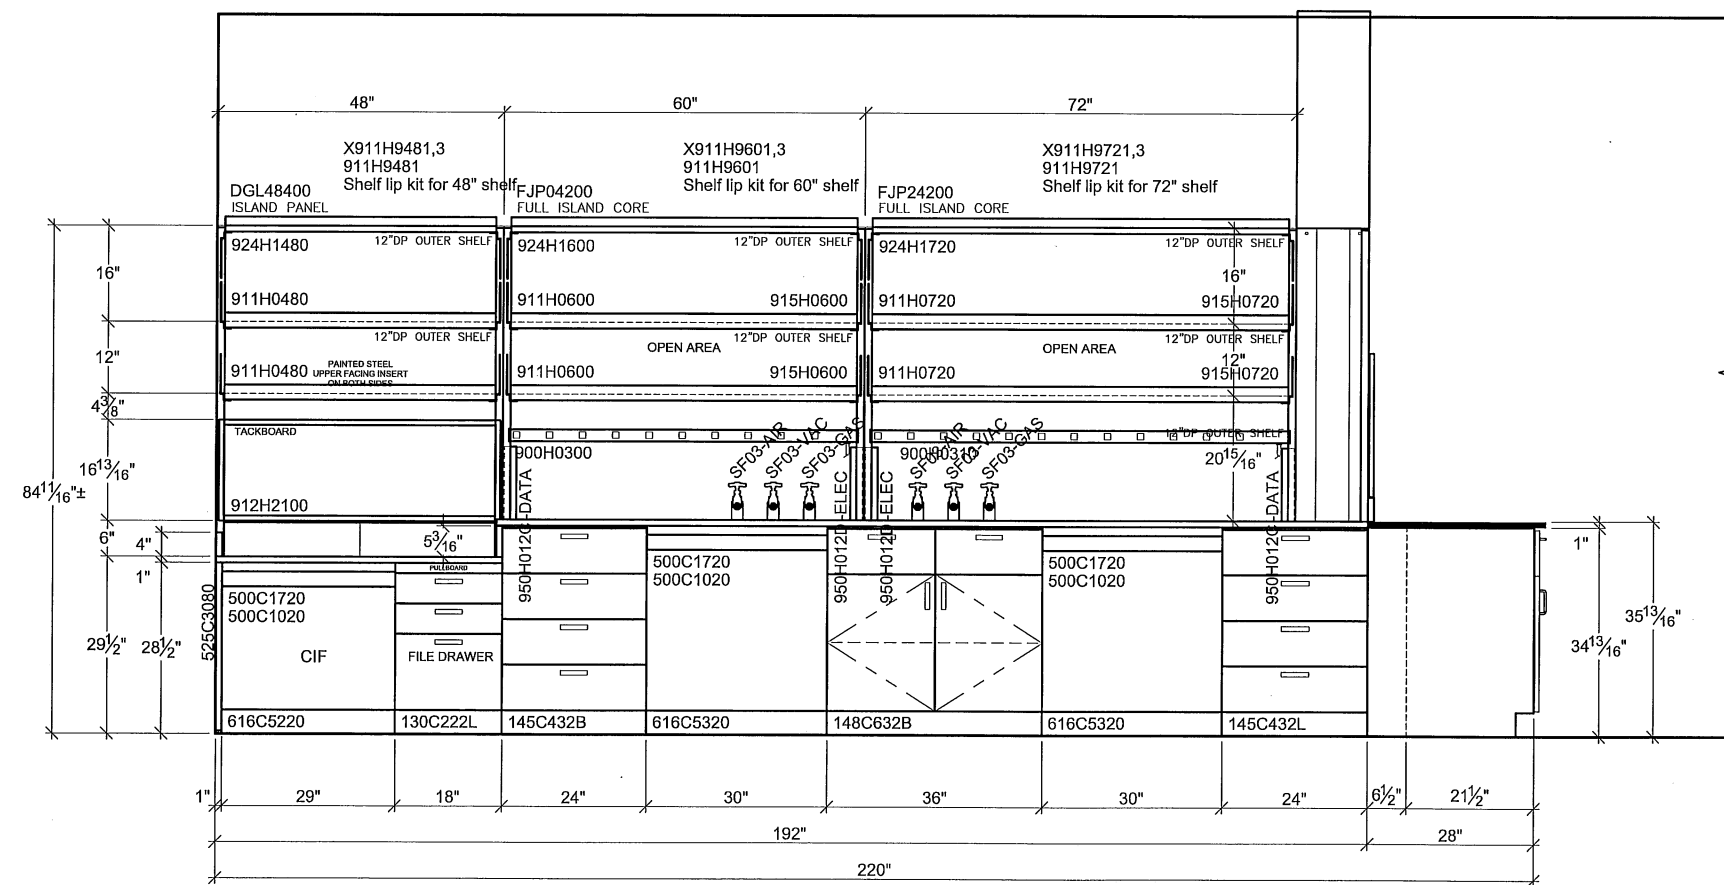 48"
60"
72"
X911H9481,3
911H9481
Shelf lip kit for 48" shelf
X911H9601,3
911H9601
Shelf lip kit for 60" shelf
X911H9721,3
911H9721
Shelf lip kit for 72" shelf
DGL48400
ISLAND PANEL
FJP04200
FULL ISLAND CORE
FJP24200
FULL ISLAND CORE
924H1480
12"DP OUTER SHELF
924H1600
12"DP OUTER SHELF
924H1720
12"DP OUTER SHELF
16"
16"
911H0480
911H0600
915H0600
911H0720
915H0720
12"DP OUTER SHELF
12"DP OUTER SHELF
12"DP OUTER SHELF
OPEN AREA
OPEN AREA
12"
12"
911H0480
PAINTED STEEL
UPPER FACING INSERT
ON BOTH SIDES
911H0600
915H0600
911H0720
915H0720
4 3/8"
TACKBOARD
12"DP OUTER SHELF
900H0300
SF03-AIR
SF03-VAC
SF03-GAS
SF03-AIR
SF03-VAC
SF03-GAS
20 15/16"
16 13/16"
84 11/16"±
912H2100
950H012C-DATA
950H012D-ELEC
950H012D-ELEC
950H012C-DATA
6"
4"
5 3/16"
1"
1"
PULLBOARD
500C1720
500C1020
500C1720
500C1020
500C1720
500C1020
525C3080
29 1/2"
28 1/2"
CIF
FILE DRAWER
35 13/16"
34 13/16"
616C5220
130C222L
145C432B
616C5320
148C632B
616C5320
145C432L
1"
29"
18"
24"
30"
36"
30"
24"
6 1/2"
21 1/2"
192"
28"
220"